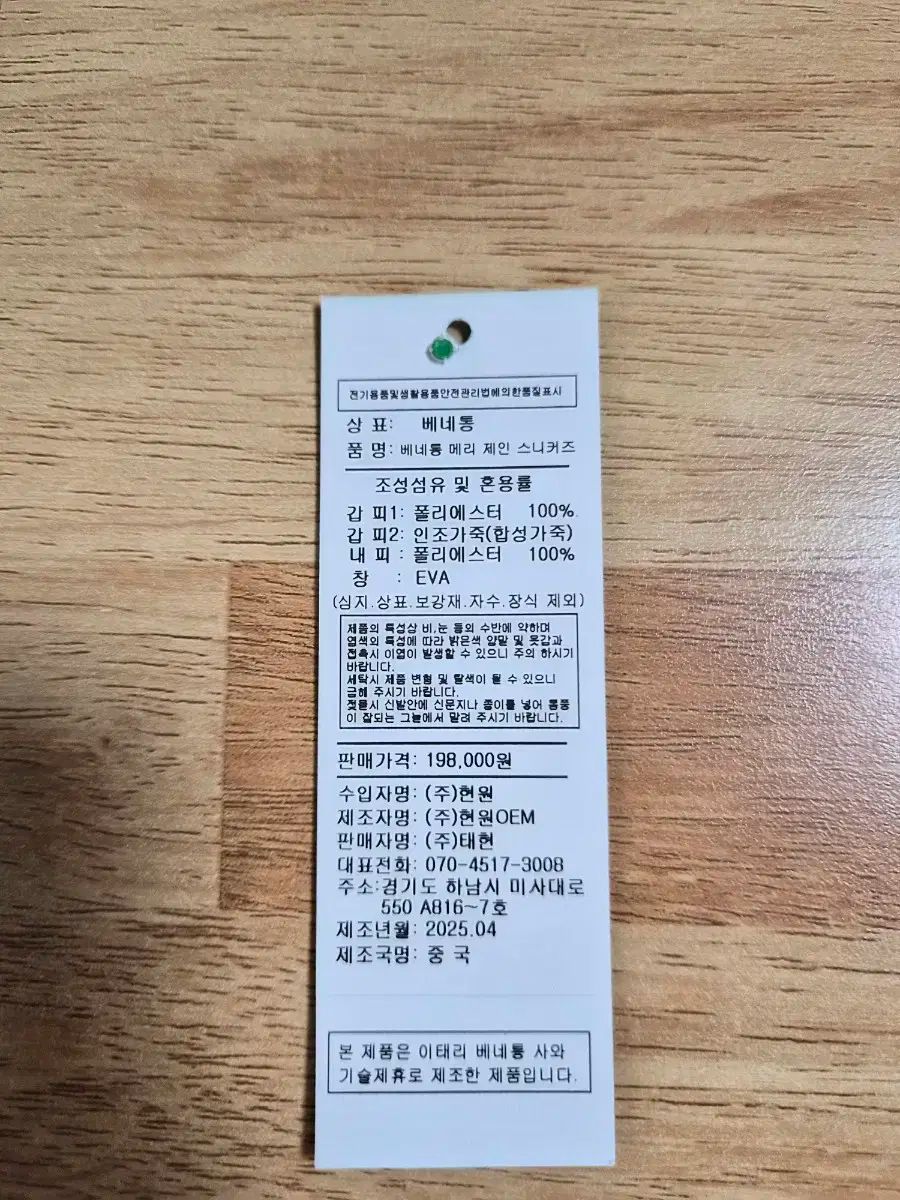 전기용품및생활용품안전관리법에의한품질표시
상 표: 베네통
품 명: 베네통 메리 제인 스니커즈
조성섬유 및 혼용률
갑 피1: 폴리에스터 100%
갑 피2: 인조가죽(합성가죽)
내 피 : 폴리에스터 100%
창 : EVA
(심지.상표.보강재.자수.장식 제외)
제품의 특성상 비,눈 등의 수반에 약하며
염색의 특성에 따라 밝은색 양말 및 옷감과
접촉시 이염이 발생할 수 있으니 주의 하시기
바랍니다.
세탁시 제품 변형 및 탈색이 될 수 있으니
금해 주시기 바랍니다.
젖을시 신발안에 신문지나 종이를 넣어 통풍
이 잘되는 그늘에서 말려 주시기 바랍니다.
판매가격: 198,000원
수입자명: (주)현원
제조자명: (주)현원OEM
판매자명: (주)태현
대표전화: 070-4517-3008
주소:경기도 하남시 미사대로
550 A816~7호
제조년월: 2025.04
제조국명: 중 국
본 제품은 이태리 베네통 사와
기술제휴로 제조한 제품입니다.